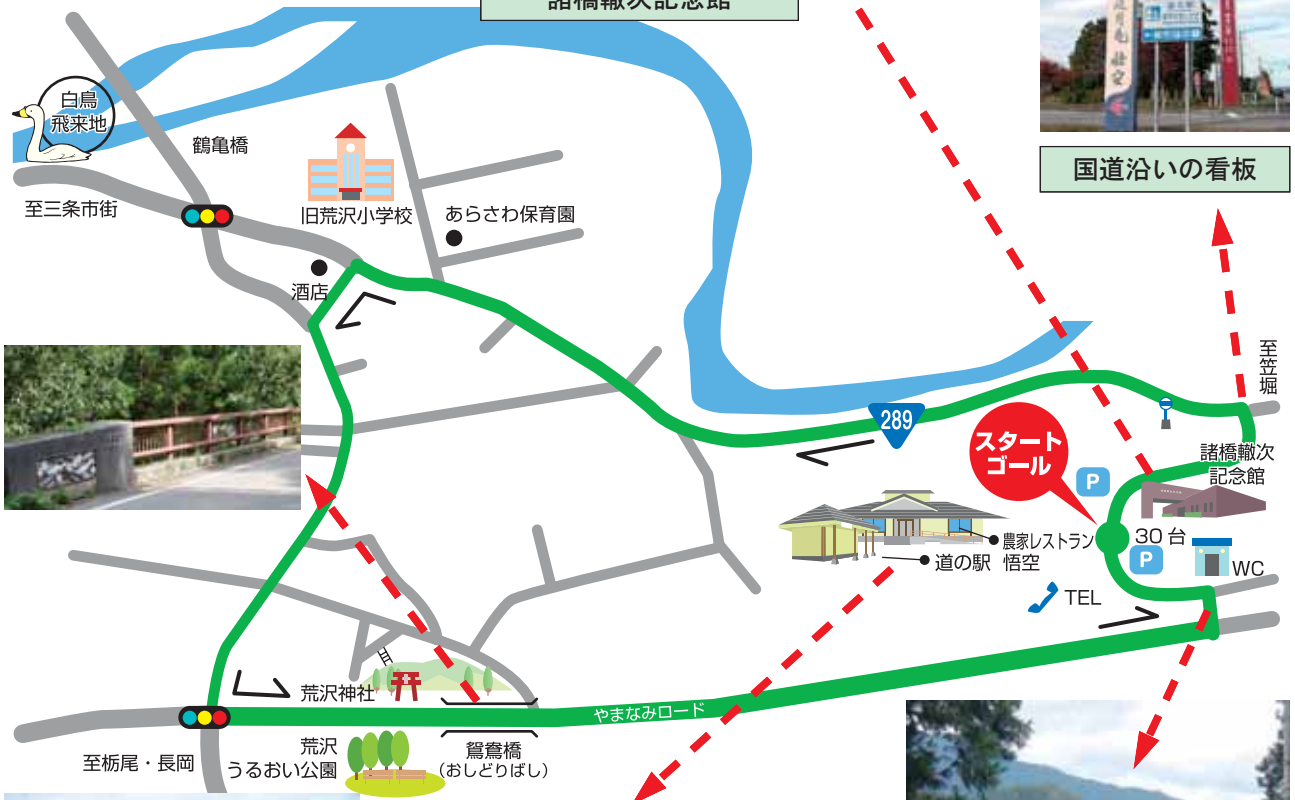 諸橋轍次記念館
国道沿いの看板
白鳥
飛来地
鶴亀橋
至三条市街
旧荒沢小学校
あらさわ保育園
酒店
289
至笠堀
スタート
ゴール
諸橋轍次
記念館
P
30台
P
WC
農家レストラン
悟空
道の駅
TEL
荒沢神社
やまなみロード
至栃尾・長岡
荒沢
うるおい公園
鴛鴦橋
（おしどりばし）